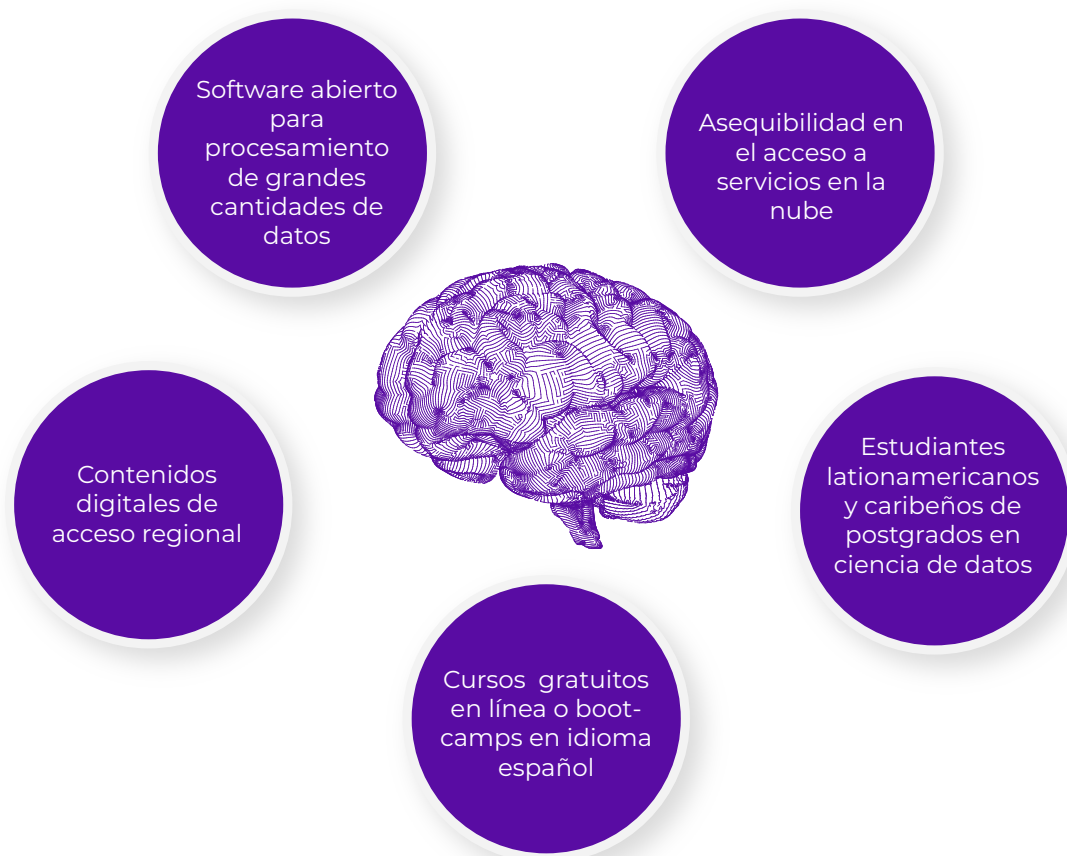 Software abierto
para
procesamiento
de grandes
cantidades de
datos
Asequibilidad en
el acceso a
servicios en la
nube
Contenidos
digitales de
acceso regional
Estudiantes
lationamericanos
y caribeños de
postgrados en
ciencia de datos
Cursos  gratuitos
en línea o boot-
camps en idioma
español